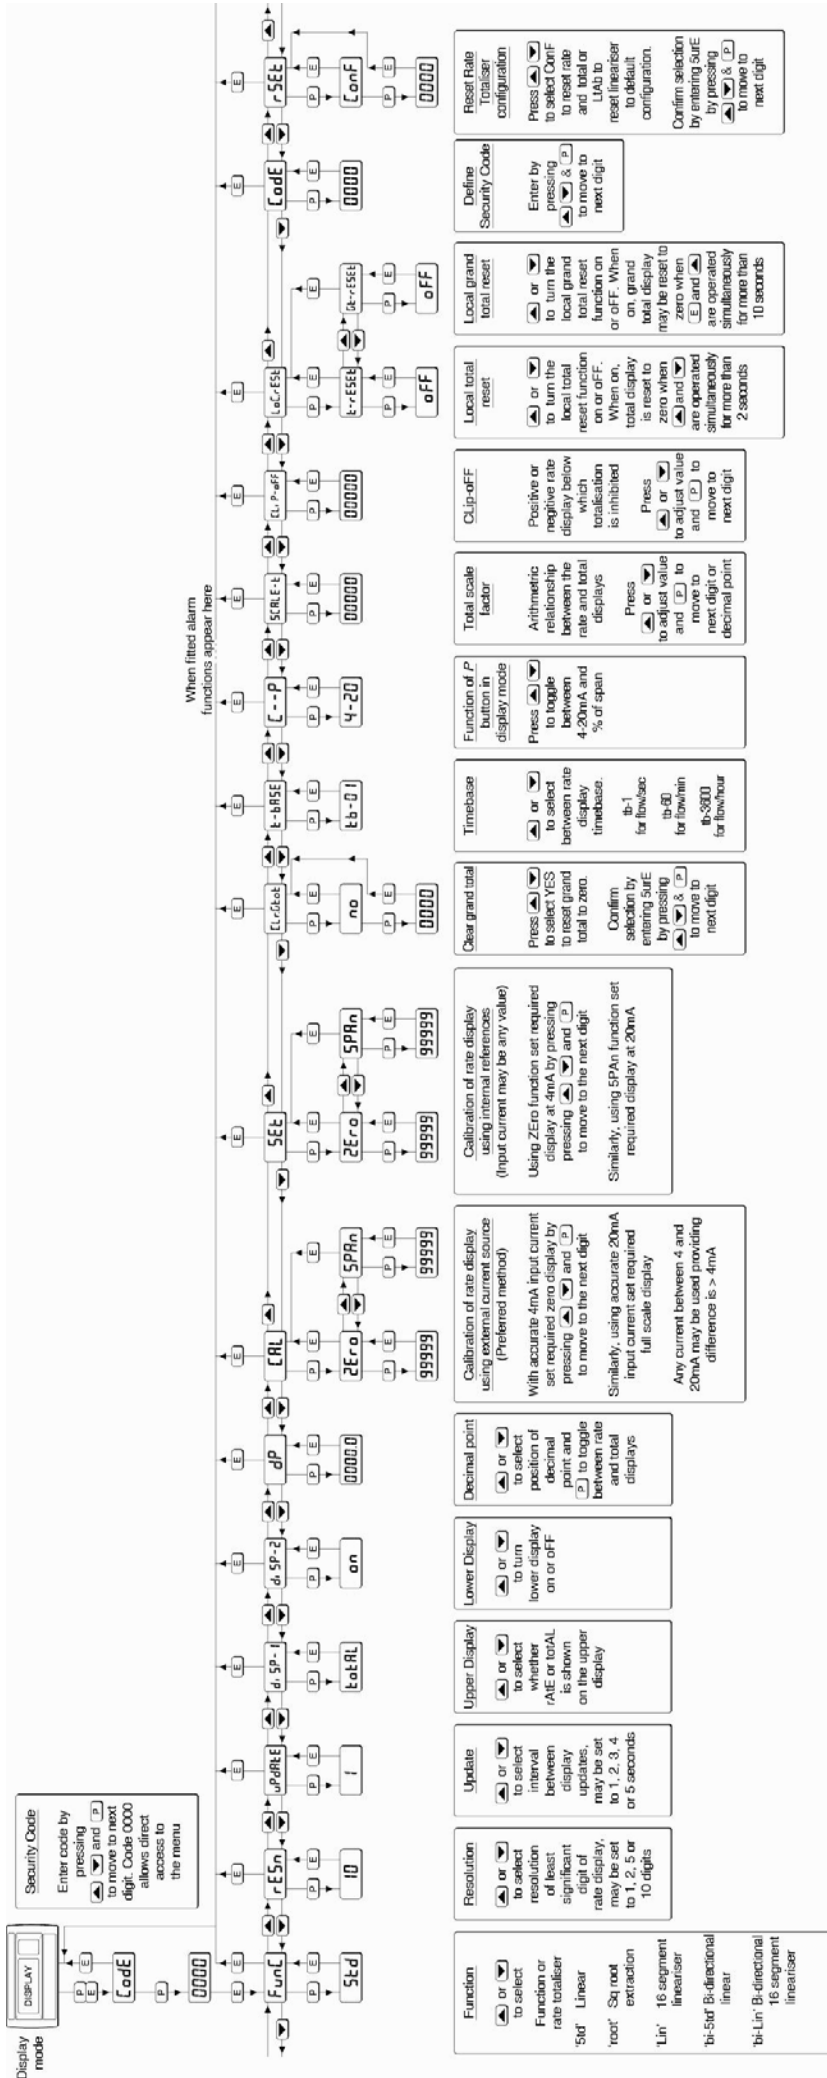 Display
mode
DISPLAY
P
E
E
CodE
P
0000
E
E
Security Code
Enter code by
pressing
▲ ▼ and P
to move to next
digit. Code 0000
allows direct
access to
the menu
When fitted alarm
functions appear here
FunC
P
E
Std
E
rESn
P
E
10
E
uPdAtE
P
E
1
E
diSP-1
P
E
totAL
E
diSP-2
P
E
on
E
dP
P
E
0000.0
E
CAL
P
E
E
ZEro
SPAn
P
E
P
E
99999
99999
E
SEt
P
E
E
ZEro
SPAn
P
E
P
E
99999
99999
E
CLrGtot
P
E
no
P
E
0000
E
t-bASE
P
E
tb-01
E
C--P
P
E
4-20
E
SCALE-t
P
E
00000
E
CLiP-oFF
P
E
00000
E
LoCrESt
P
E
E
t-rESEt
Gt-rESEt
P
E
P
E
oFF
oFF
E
CodE
P
E
0000
E
rSEt
P
E
ConF
P
E
0000
Function
▲ or ▼
to select
Function or
rate totaliser
'5td' Linear
'root' Sq root
extraction
'Lin' 16 segment
lineariser
'bi-5td' Bi-directional
linear
'bi-Lin' Bi-directional
16 segment
lineariser
Resolution
▲ or ▼
to select
resolution
of least
significant
digit of
rate display,
may be set
to 1, 2, 5 or
10 digits
Update
▲ or ▼
to select
interval
between
display
updates,
may be set
to 1, 2, 3, 4
or 5 seconds
Upper Display
▲ or ▼
to select
whether
rAtE or totAL
is shown
on the upper
display
Lower Display
▲ or ▼
to turn
lower display
on or oFF
Decimal point
▲ or ▼
to select
position of
decimal
point and
P to toggle
between rate
and total
displays
Calibration of rate display
using external current source
(Preferred method)
With accurate 4mA input current
set required zero display by
pressing ▲ ▼ and P
to move to the next digit
Similarly, using accurate 20mA
input current set required
full scale display
Any current between 4 and
20mA may be used providing
difference is > 4mA
Calibration of rate display
using internal references
(Input current may be any value)
Using ZEro function set required
display at 4mA by pressing
pressing ▲ ▼ and P
to move to the next digit
Similarly, using 5PAn function set
required display at 20mA
Clear grand total
Press ▲ ▼
to select YES
to reset grand
total to zero.
Confirm
selection by
entering 5urE
by pressing
▲ ▼ & P
to move to
next digit
Timebase
▲ or ▼
to select
between rate
display
timebase.
tb-1
for flow/sec
tb-60
for flow/min
tb-3600
for flow/hour
Function of P
button in
display mode
Press ▲ ▼
to toggle
between
4-20mA and
% of span
Total scale
factor
Arithmetric
relationship
between the
rate and total
displays
Press
▲ or ▼
to adjust value
and P to
move to
next digit or
decimal point
CLip-oFF
Positive or
negitive rate
display below
which
totalisation
is inhibited
Press
▲ or ▼
to adjust value
and P to
move to
next digit
Local total
reset
▲ or ▼
to turn the
local total
reset function
on or oFF.
When on,
total display
is reset to
zero when
▲ and ▼
are operated
simultaneously
for more than
2 seconds
Local grand
total reset
▲ or ▼
to turn the
local grand
total reset
function on
or oFF. When
on, grand
total display
may be reset to
zero when
E and ▲
are operated
simultaneously
for more than
10 seconds
Define
Security Code
Enter by
pressing
▲ ▼ & P
to move to
next digit
Reset Rate
Totaliser
configuration
Press ▲ ▼
to select ConF
to reset rate
and total or
LtAb to
reset lineariser
to default
configuration.
Confirm selection
by entering 5urE
by pressing
▲ ▼ & P
to move to
next digit